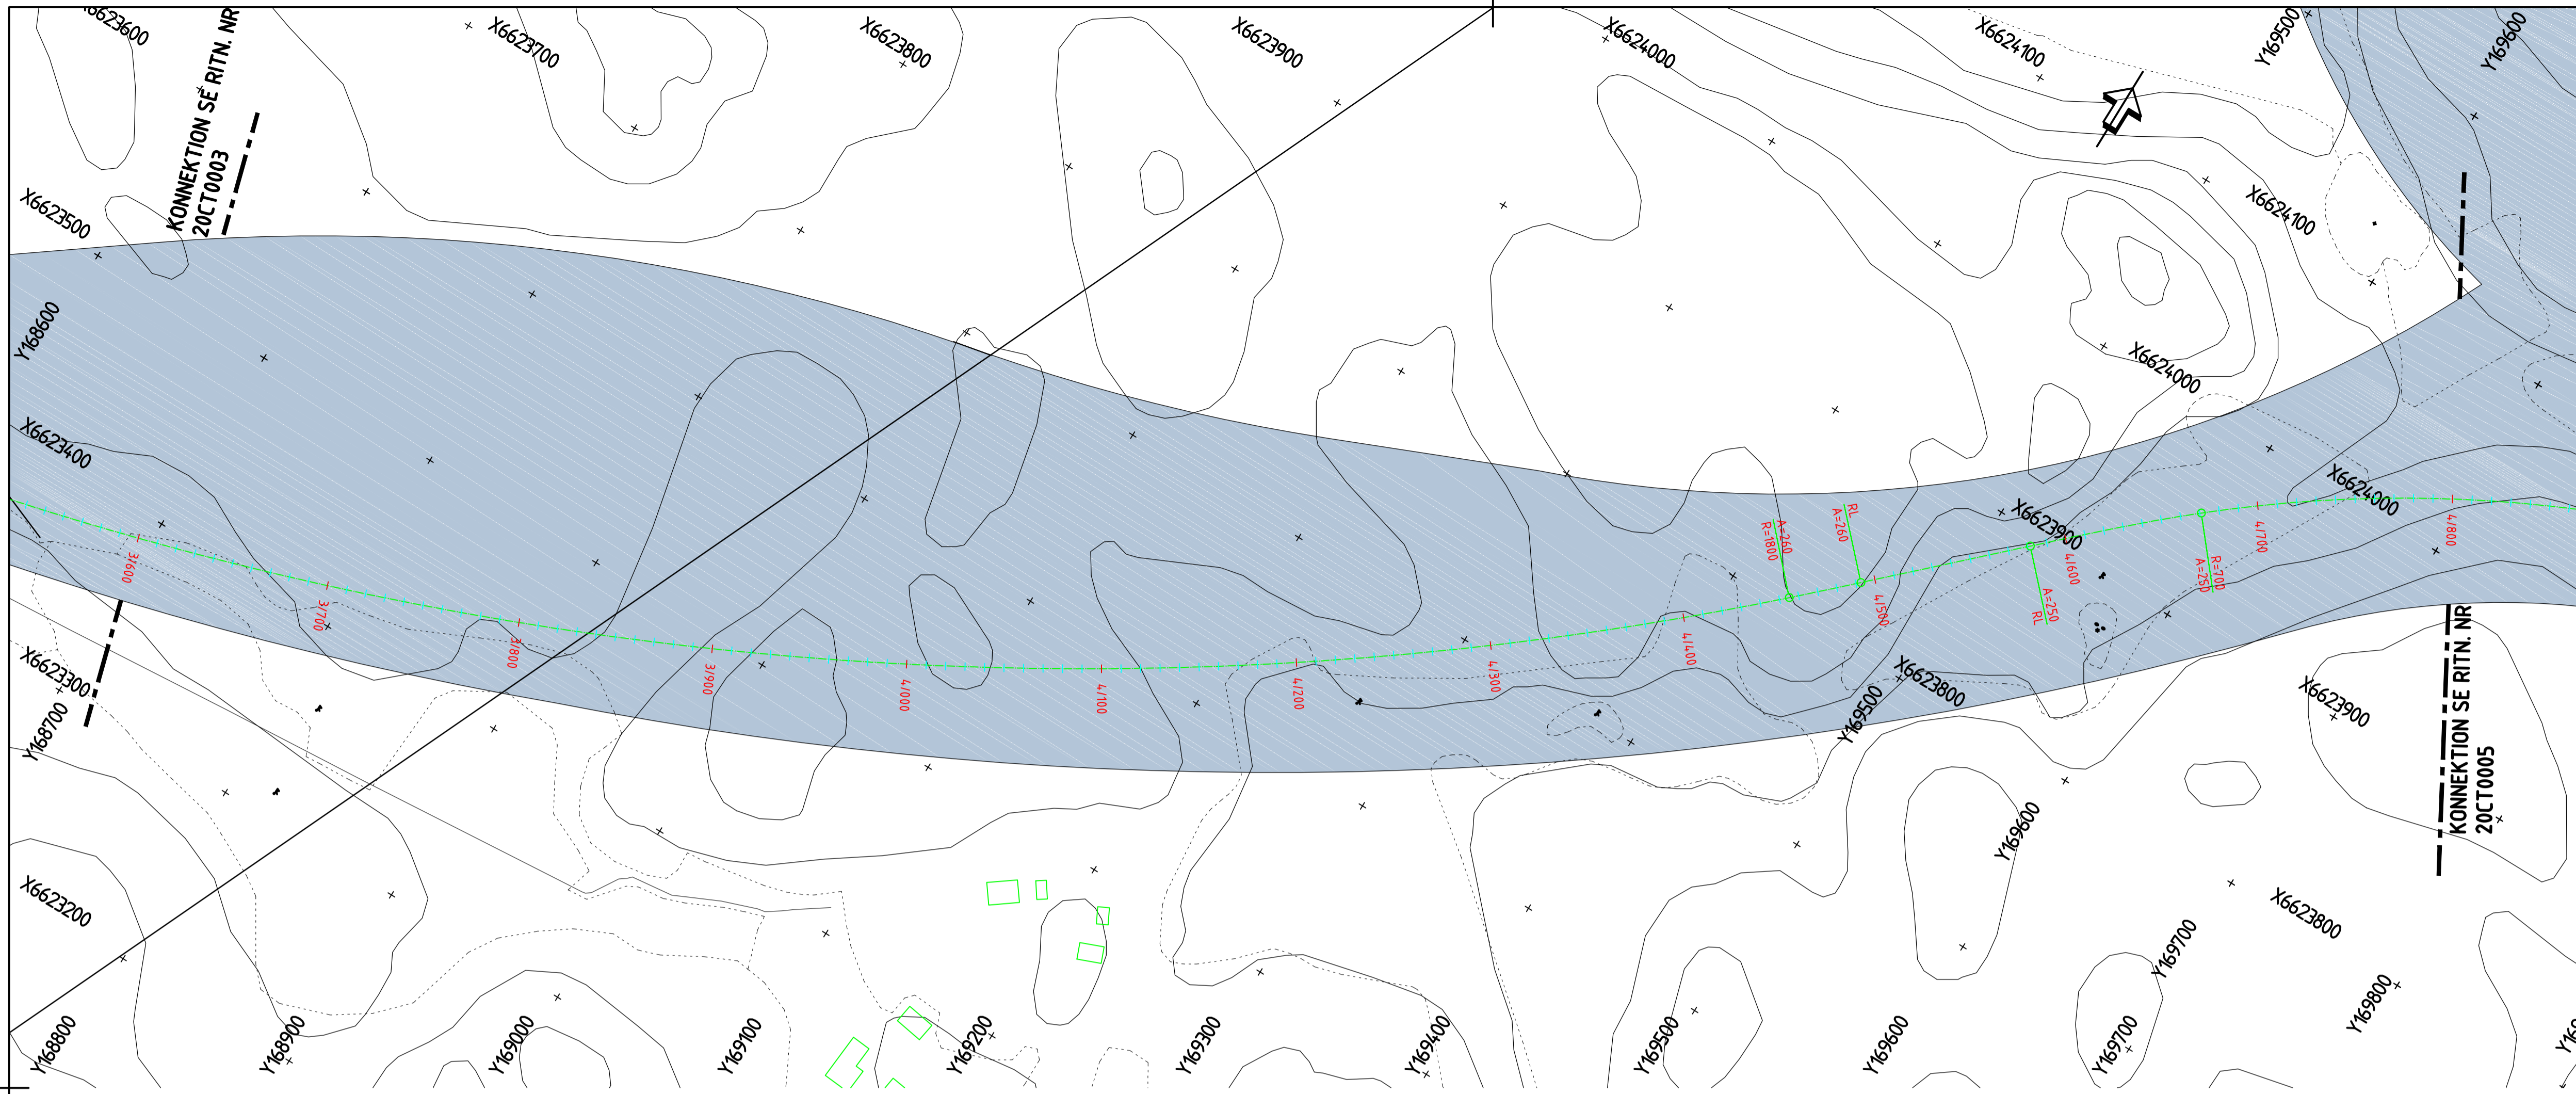 X6623600
X6623700
X6623800
X6623900
X6624000
X6624100
Y169500
Y169600
KONNEKTION SE RITN. NR
20CT0003
X6623500
X6624100
Y168600
X6624000
X6623400
X6624000
X6623900
R=1800
A=260
A=260
RL
3/600
3/700
3/800
3/900
4/000
4/100
4/200
4/300
4/400
4/500
4/600
4/700
4/800
A=250
RL
A=250
R=700
X6623300
Y168700
X6623800
Y169500
X6623900
KONNEKTION SE RITN. NR
20CT0005
Y169600
X6623200
X6623800
Y169700
Y169800
Y168800
Y168900
Y169000
Y169100
Y169200
Y169300
Y169400
Y169500
Y169600
Y169700